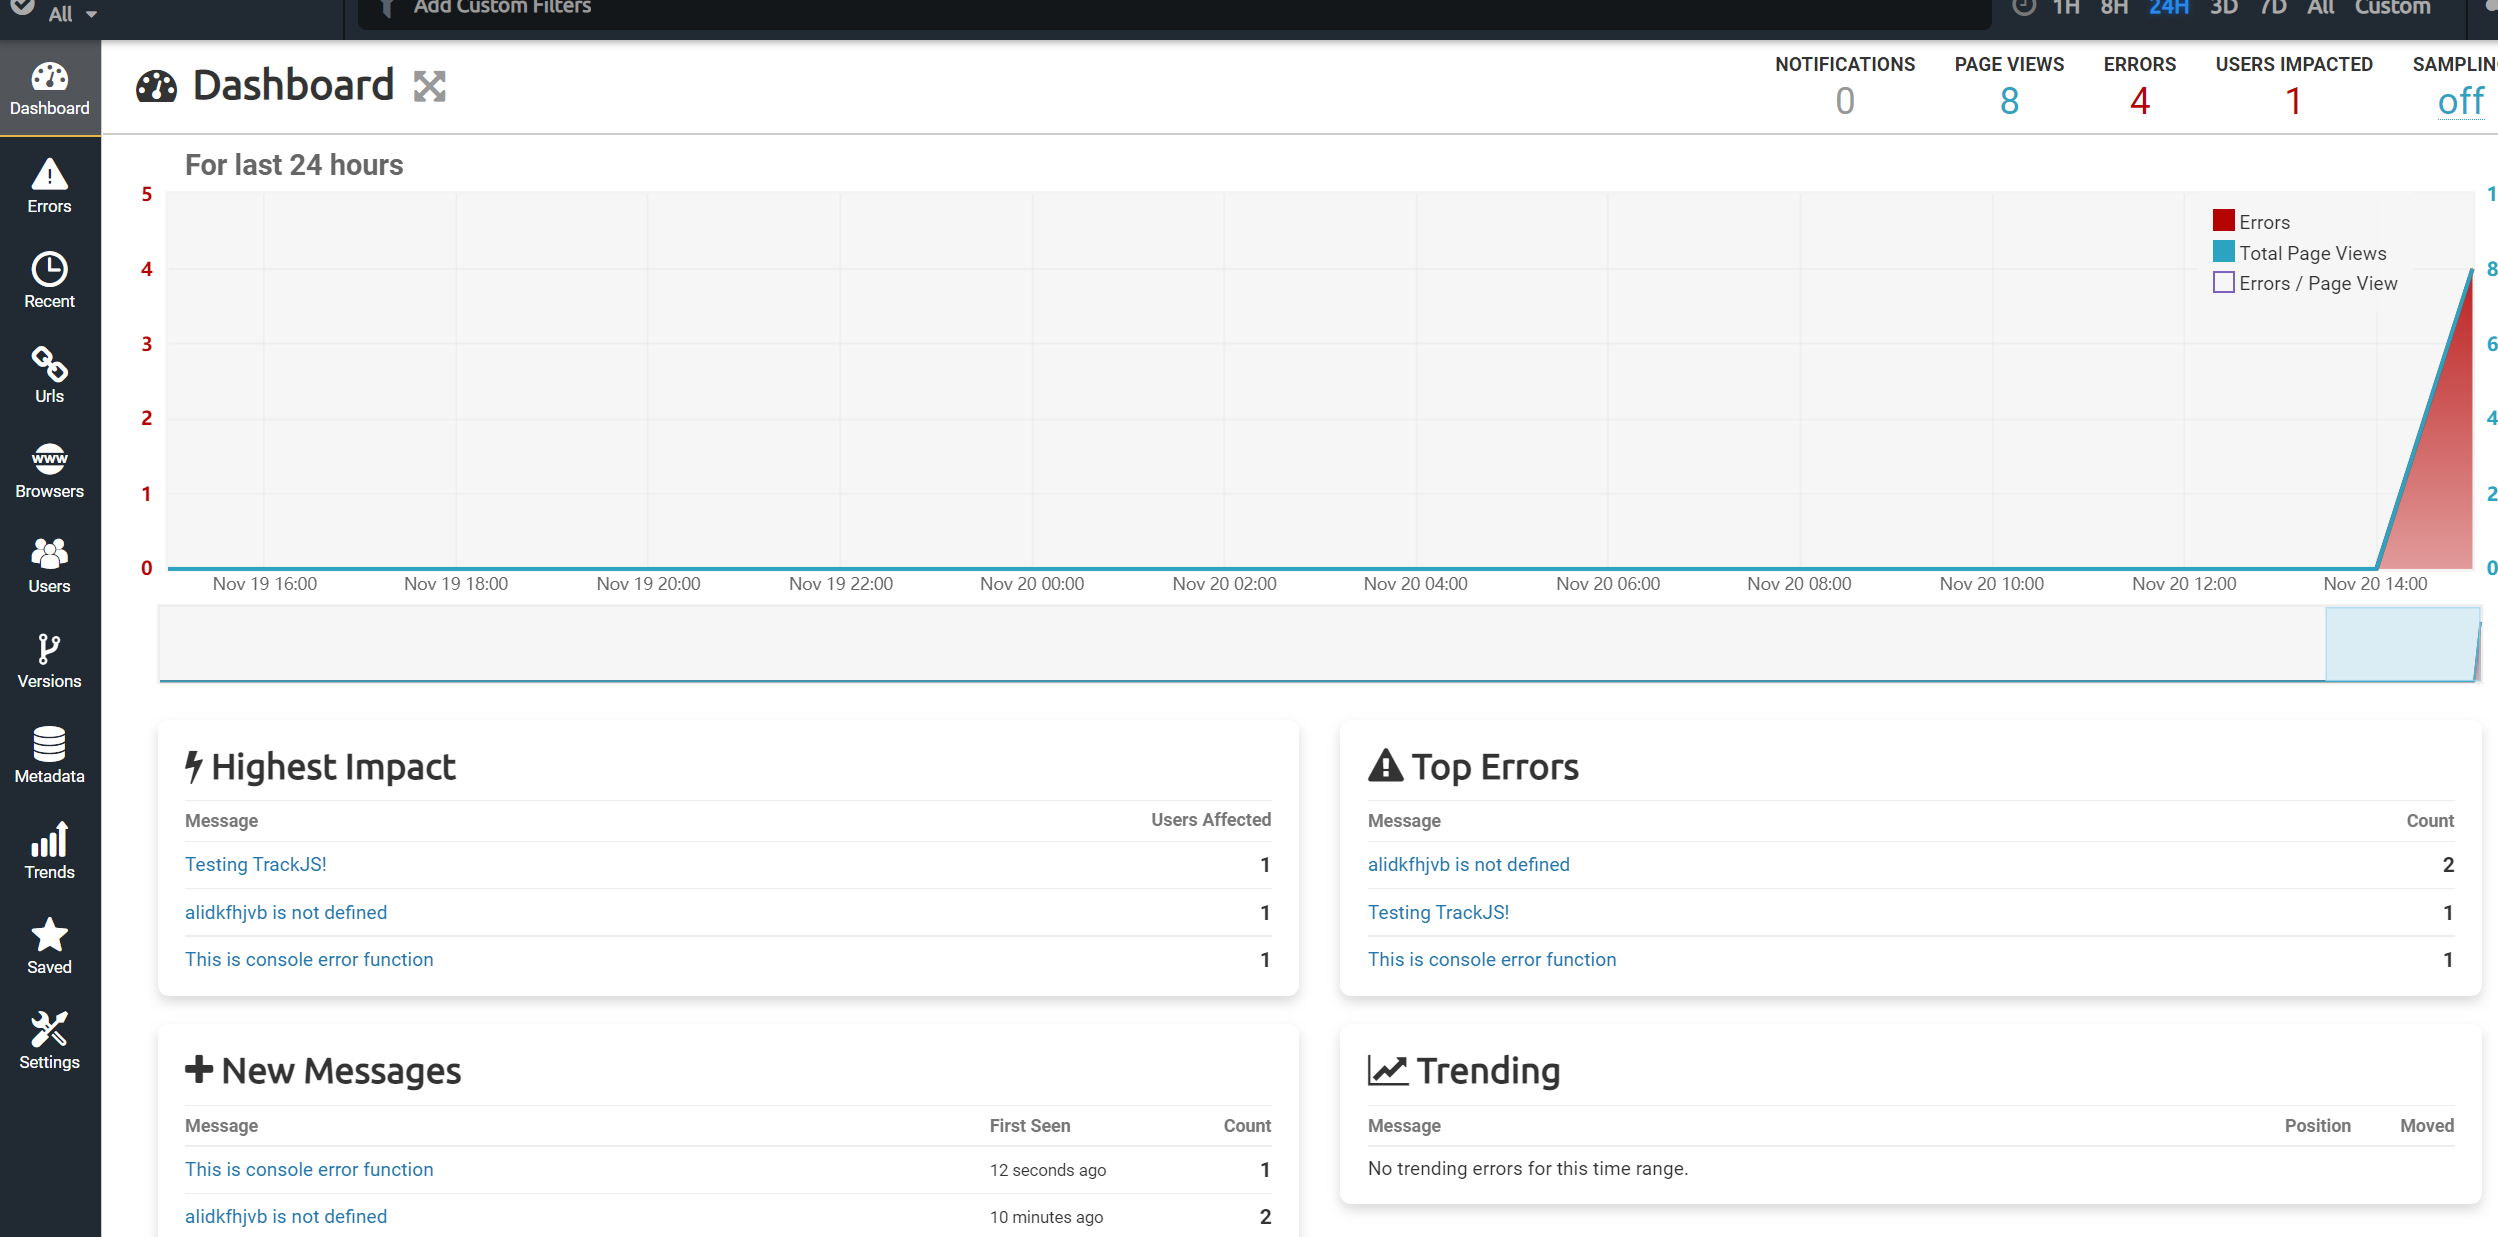 All
Add Custom Filters
1H 8H 24H 3D 7D All Custom
Dashboard
Errors
Recent
Urls
www
Browsers
Users
Versions
Metadata
Trends
Saved
Settings
Dashboard
NOTIFICATIONS PAGE VIEWS ERRORS USERS IMPACTED
0 8 4 1 off
For last 24 hours
5
4
3
2
1
0
Errors
Total Page Views
Errors / Page View
8
6
4
2
0
Nov 19 16:00 Nov 19 18:00 Nov 19 20:00 Nov 19 22:00 Nov 20 00:00 Nov 20 02:00 Nov 20 04:00 Nov 20 06:00 Nov 20 08:00 Nov 20 10:00 Nov 20 12:00 Nov 20 14:00
Highest Impact
Message Users Affected
Testing TrackJS! 1
alidkfhjvb is not defined 1
This is console error function 1
Top Errors
Message Count
alidkfhjvb is not defined 2
Testing TrackJS! 1
This is console error function 1
New Messages
Message First Seen Count
This is console error function 12 seconds ago 1
alidkfhjvb is not defined 10 minutes ago 2
Trending
Message Position Moved
No trending errors for this time range.